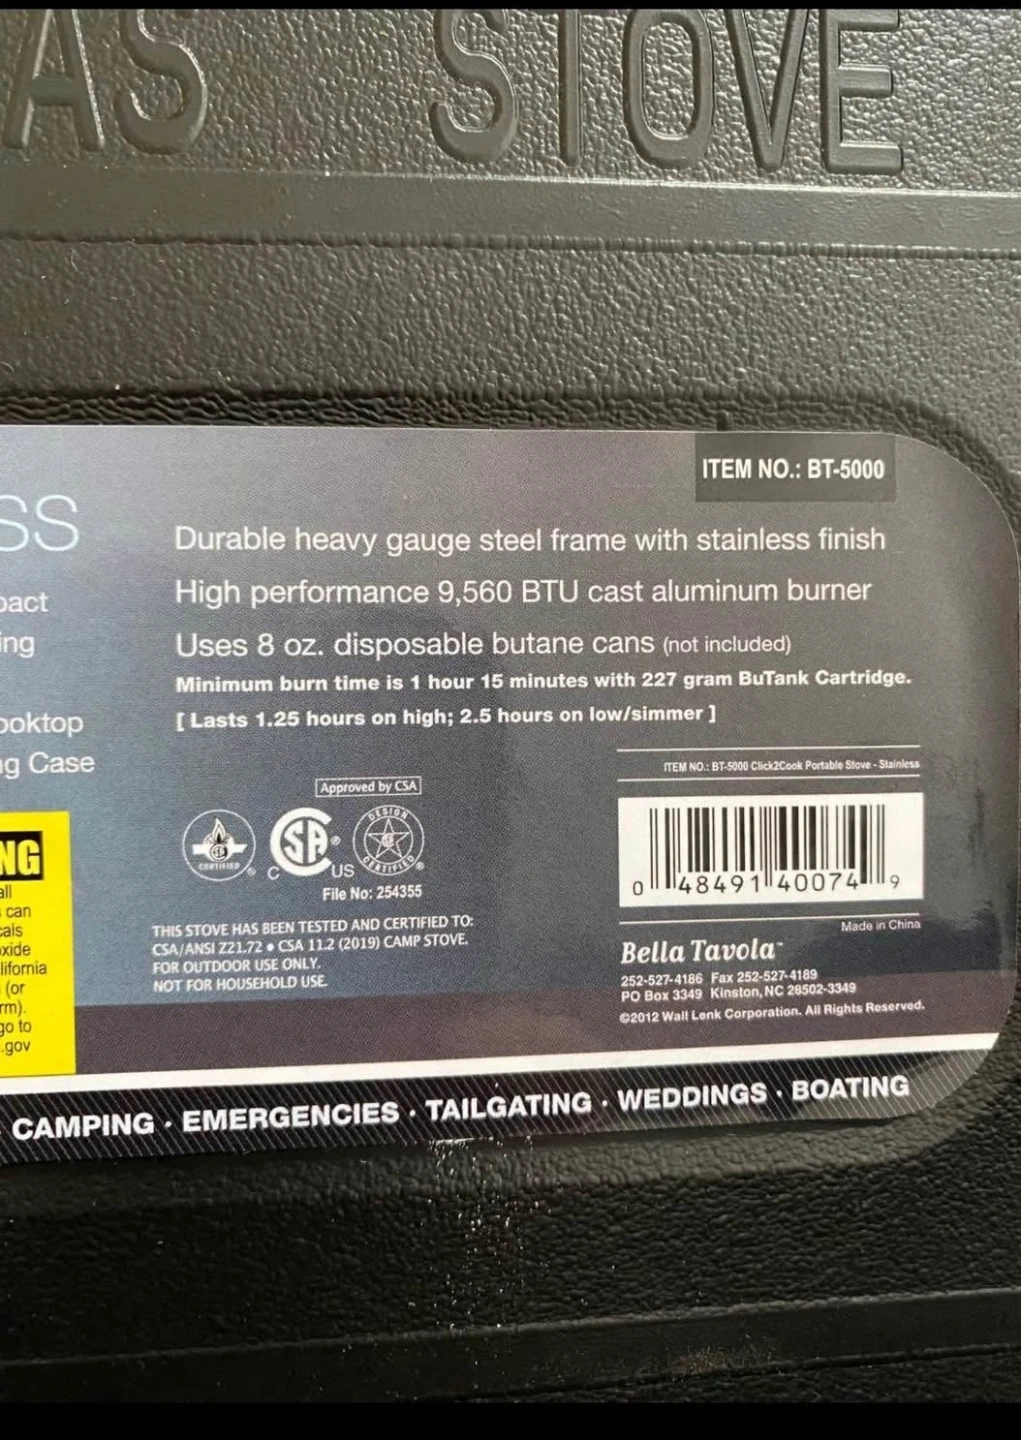 AS STOVE
ITEM NO.: BT-5000
SS
Durable heavy gauge steel frame with stainless finish
High performance 9,560 BTU cast aluminum burner
Uses 8 oz. disposable butane cans (not included)
Minimum burn time is 1 hour 15 minutes with 227 gram BuTank Cartridge.
[ Lasts 1.25 hours on high; 2.5 hours on low/simmer ]
pact
ing
ooktop
ng Case
ITEM NO.: BT-5000 Click2Cook Portable Stove - Stainless
Approved by CSA
CERTIFIED ®
C SA ® US
DESIGN CERTIFIED ®
File No: 254355
0 48491 40074 9
THIS STOVE HAS BEEN TESTED AND CERTIFIED TO:
CSA/ANSI Z21.72 • CSA 11.2 (2019) CAMP STOVE.
FOR OUTDOOR USE ONLY.
NOT FOR HOUSEHOLD USE.
Made in China
Bella Tavola™
252-527-4186 Fax 252-527-4189
PO Box 3349 Kinston, NC 28502-3349
©2012 Wall Lenk Corporation. All Rights Reserved.
NG
all
can
cals
oxide
lifornia
(or
rm).
go to
.gov
CAMPING · EMERGENCIES · TAILGATING · WEDDINGS · BOATING